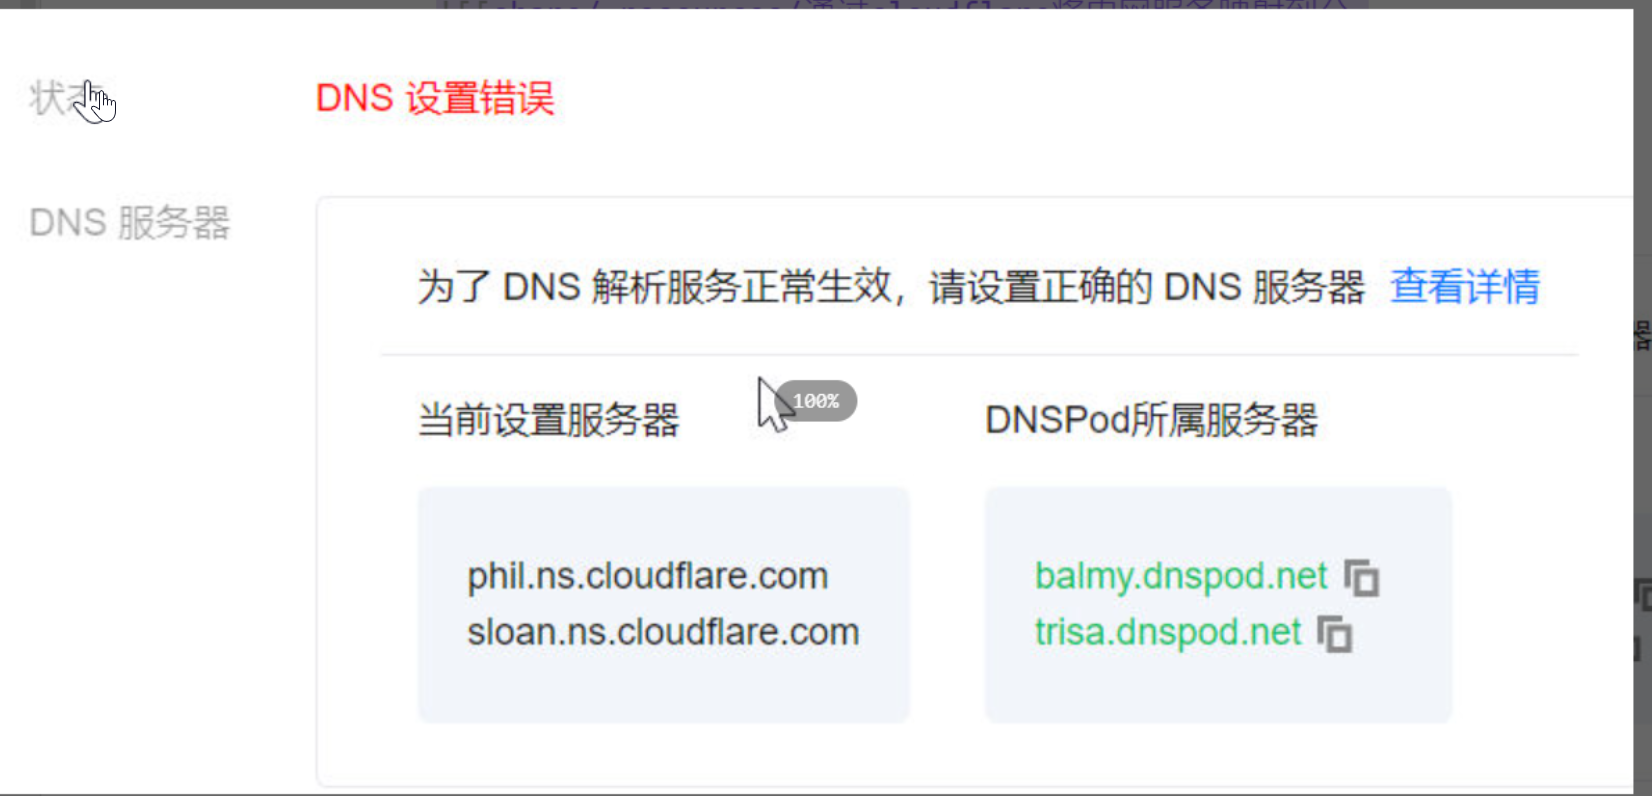 状态
DNS 设置错误
DNS 服务器
为了 DNS 解析服务正常生效，请设置正确的 DNS 服务器 查看详情
100%
当前设置服务器
DNSPod所属服务器
phil.ns.cloudflare.com
sloan.ns.cloudflare.com
balmy.dnspod.net
trisa.dnspod.net
器